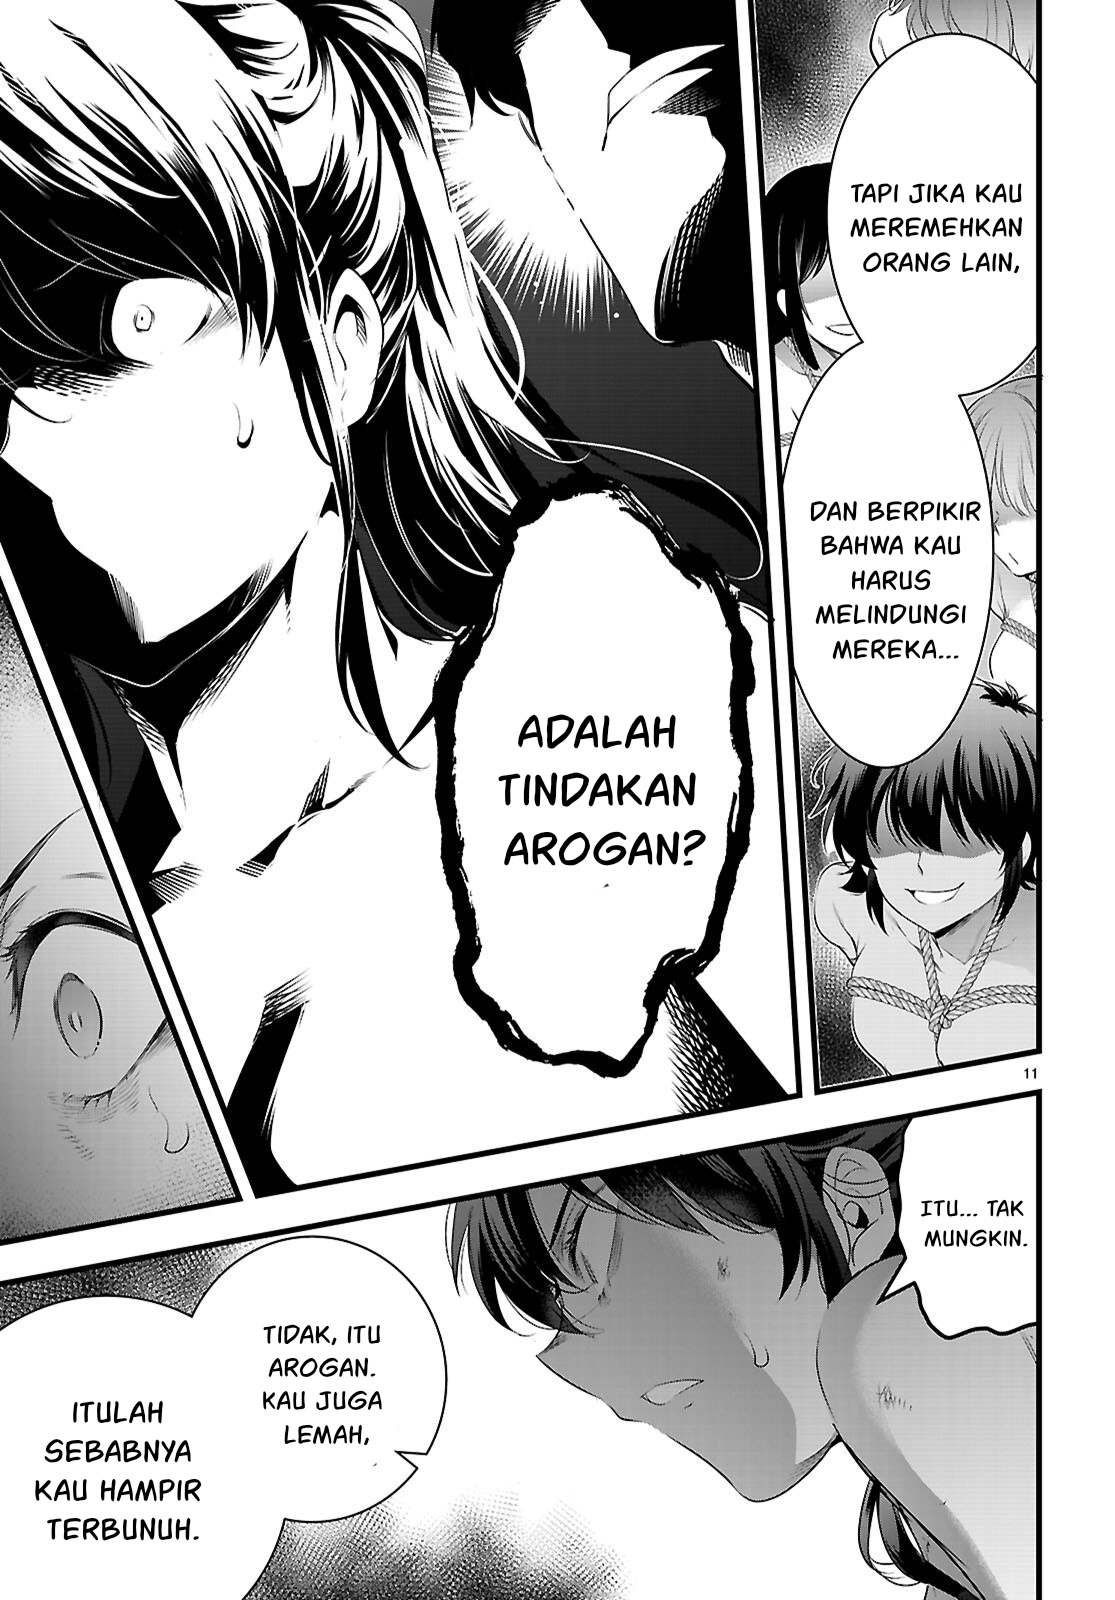 TAPI JIKA KAU
MEREMEHKAN
ORANG LAIN,
DAN BERPIKIR
BAHWA KAU
HARUS
MELINDUNGI
MEREKA...
ADALAH
TINDAKAN
AROGAN?
11
ITU... TAK
MUNGKIN.
TIDAK, ITU
AROGAN.
KAU JUGA
LEMAH,
ITULAH
SEBABNYA
KAU HAMPIR
TERBUNUH.